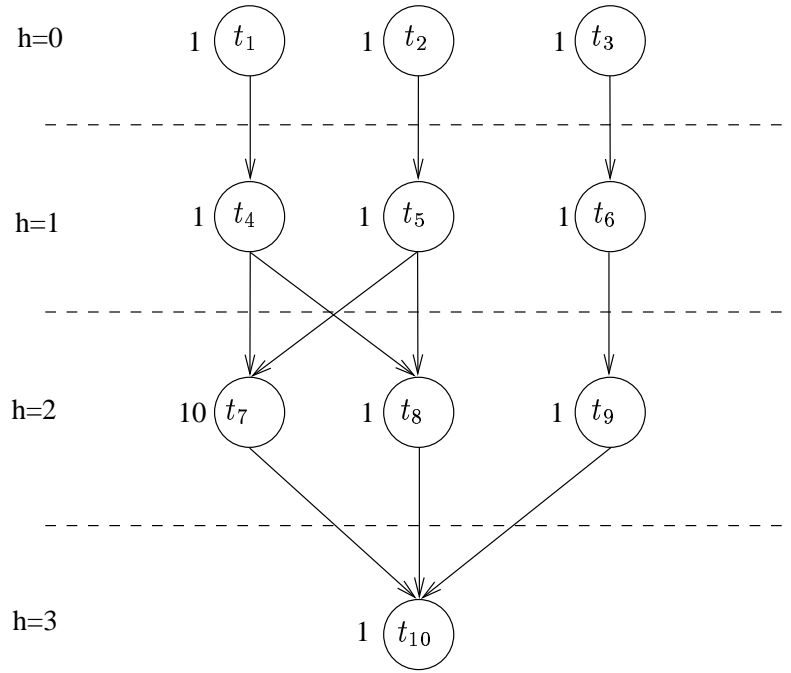 h=0 1 t₁ 1 t₂ 1 t₃
h=1 1 t₄ 1 t₅ 1 t₆
h=2 10 t₇ 1 t₈ 1 t₉
h=3 1 t₁₀